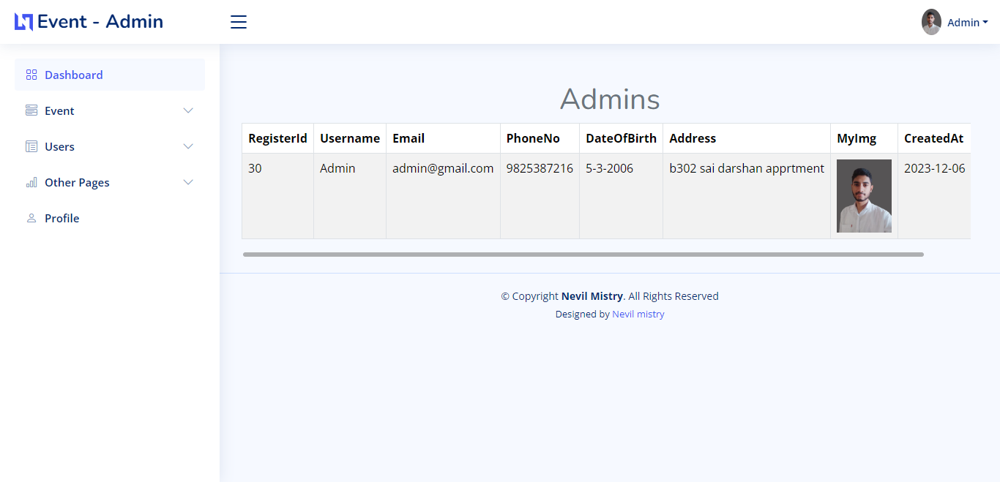 Event - Admin
Admin
Dashboard
Event
Users
Other Pages
Profile
Admins
RegisterId Username Email PhoneNo DateOfBirth Address MyImg CreatedAt
30 Admin admin@gmail.com 9825387216 5-3-2006 b302 sai darshan apprtment 2023-12-06
© Copyright Nevil Mistry. All Rights Reserved
Designed by Nevil mistry